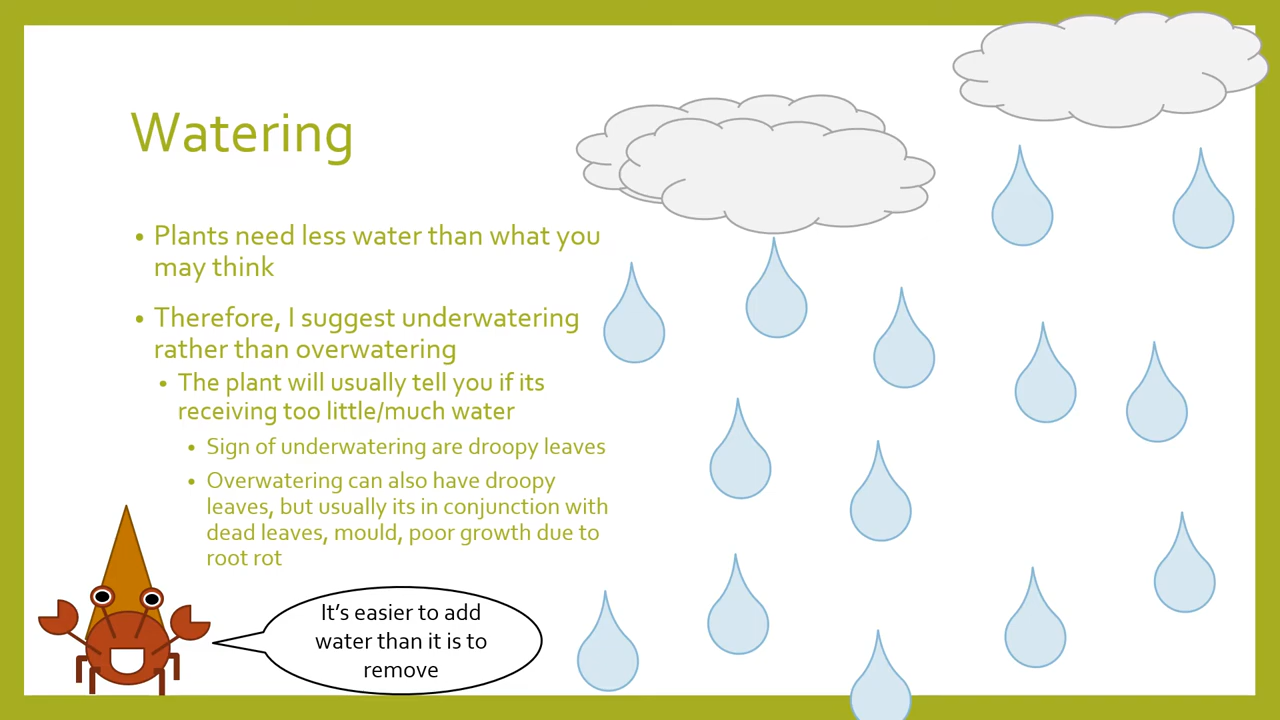 Watering
• Plants need less water than what you
may think
• Therefore, I suggest underwatering
rather than overwatering
• The plant will usually tell you if its
receiving too little/much water
• Sign of underwatering are droopy leaves
• Overwatering can also have droopy
leaves, but usually its in conjunction with
dead leaves, mould, poor growth due to
root rot
It’s easier to add
water than it is to
remove